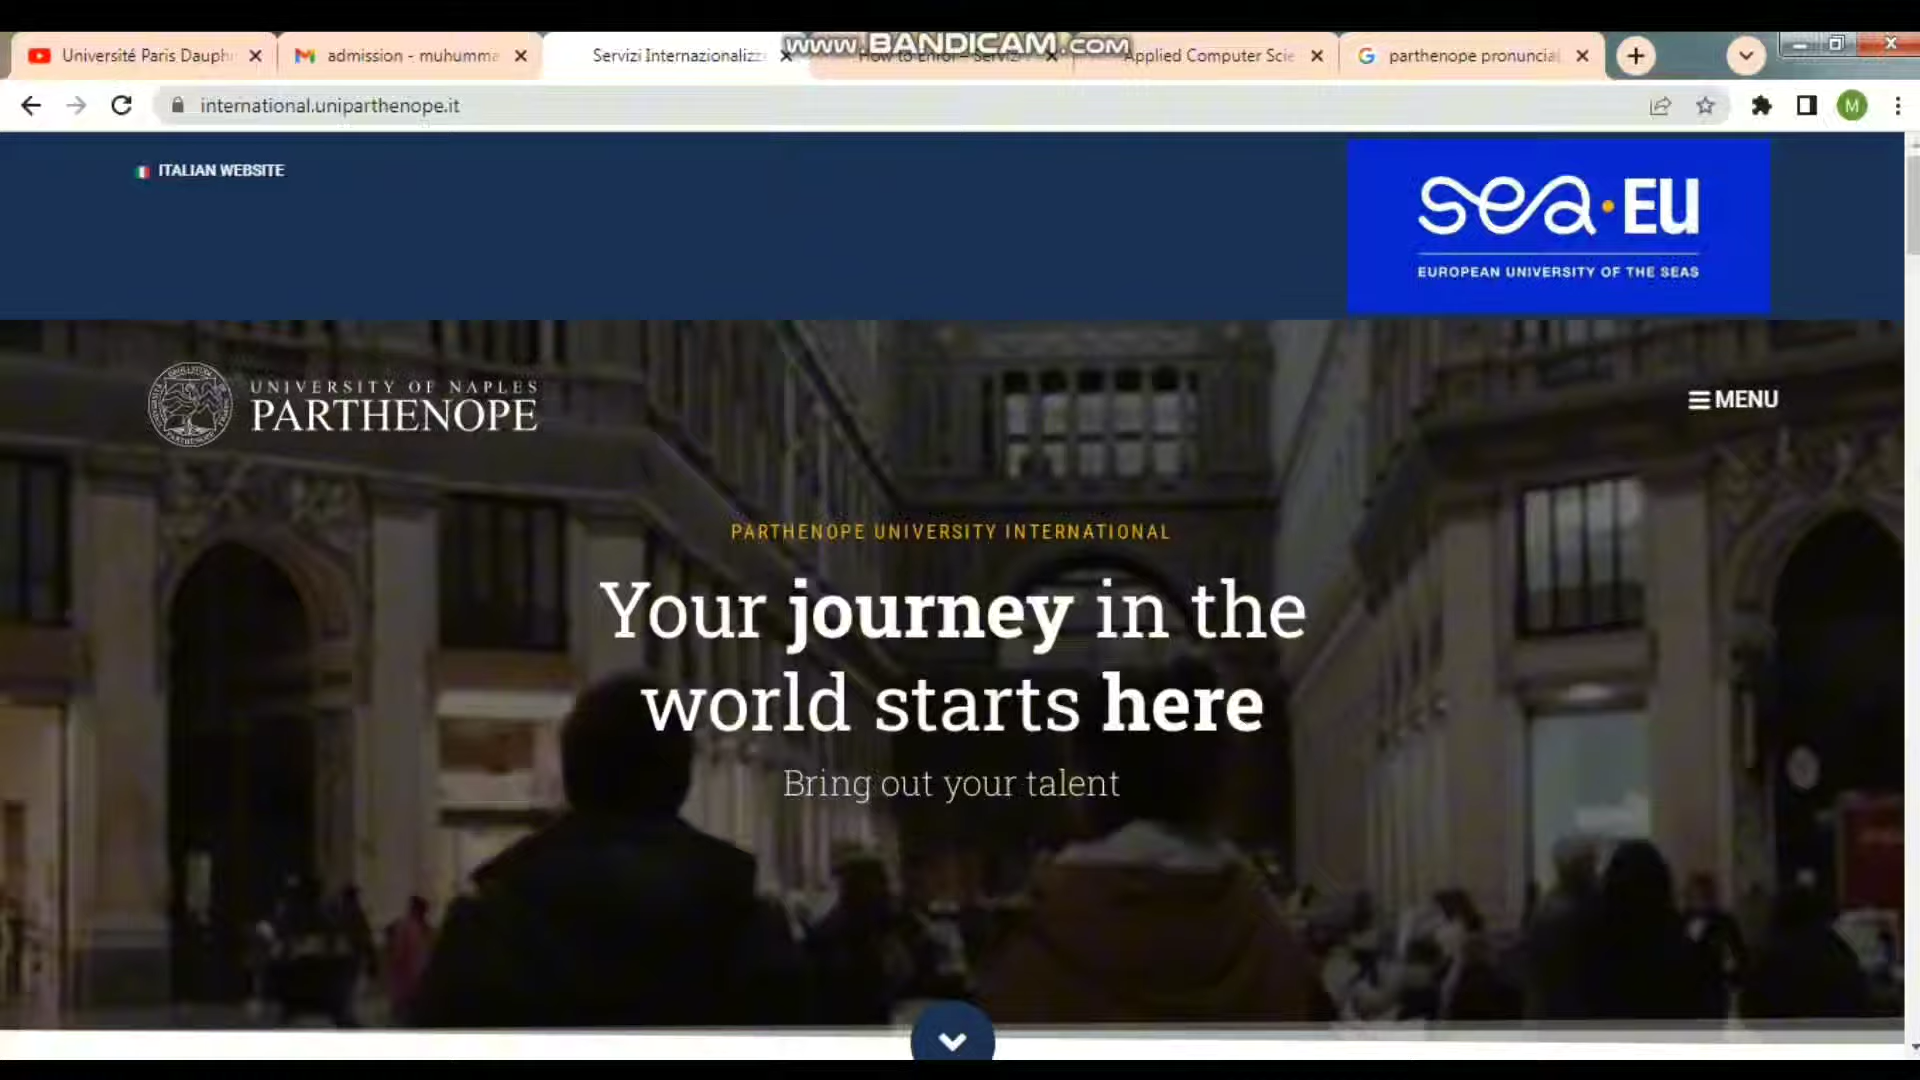 www.BANDICAM.com
Université Paris Dauph
admission - muhumma
Servizi Internazionalizz
How to Enrol – Servizi
Applied Computer Scie
parthenope pronuncia
international.uniparthenope.it
M
ITALIAN WEBSITE
sea·EU
EUROPEAN UNIVERSITY OF THE SEAS
UNIVERSITY OF NAPLES
PARTHENOPE
MENU
PARTHENOPE UNIVERSITY INTERNATIONAL
Your journey in the
world starts here
Bring out your talent